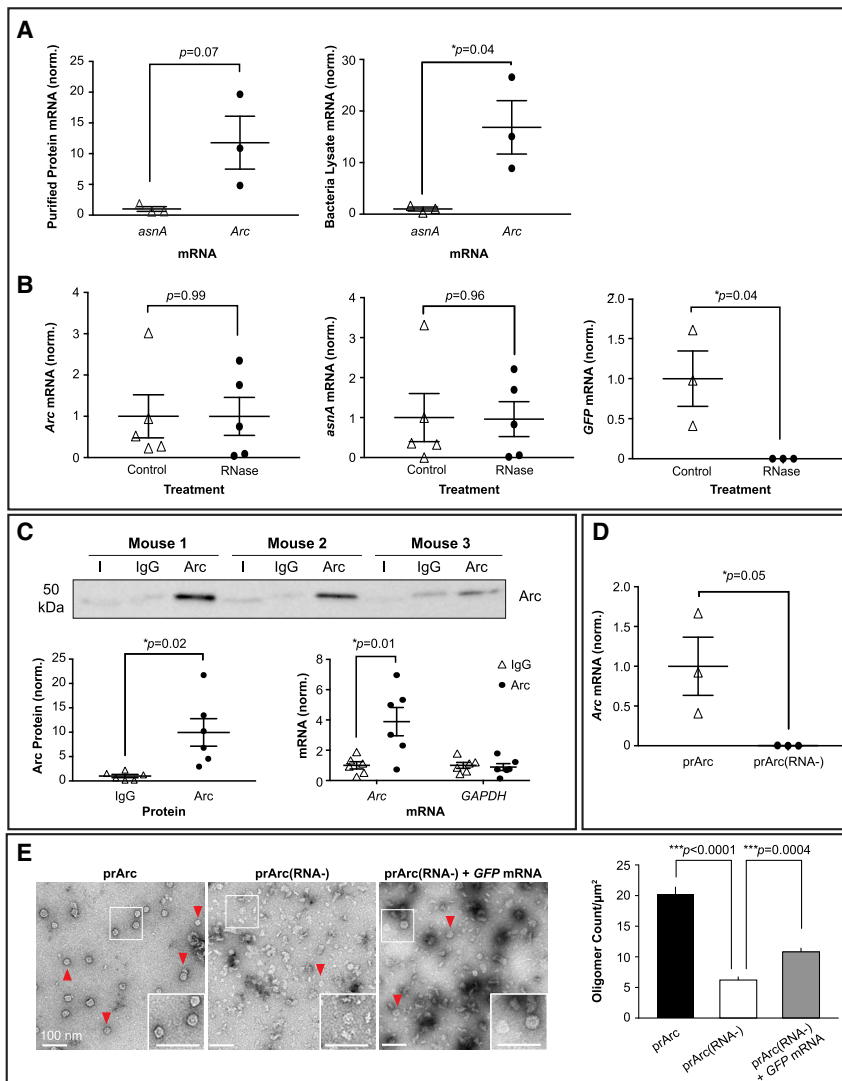 A
p=0.07
Purified Protein mRNA (norm.)
25
20
15
10
5
0
asnA
Arc
mRNA
*p=0.04
Bacteria Lysate mRNA (norm.)
30
20
10
0
asnA
Arc
mRNA
B
p=0.99
Arc mRNA (norm.)
4
3
2
1
0
Control
RNase
Treatment
p=0.96
asnA mRNA (norm.)
4
3
2
1
0
Control
RNase
Treatment
*p=0.04
GFP mRNA (norm.)
2.0
1.5
1.0
0.5
0
Control
RNase
Treatment
C
Mouse 1 Mouse 2 Mouse 3
I IgG Arc I IgG Arc I IgG Arc
50
kDa
Arc
*p=0.02
Arc Protein (norm.)
25
20
15
10
5
0
IgG
Arc
Protein
*p=0.01
IgG
Arc
mRNA (norm.)
10
8
6
4
2
0
Arc
GAPDH
mRNA
D
*p=0.05
Arc mRNA (norm.)
2.0
1.5
1.0
0.5
0
prArc
prArc(RNA-)
E
prArc
prArc(RNA-)
prArc(RNA-) + GFP mRNA
100 nm
***p<0.0001
***p=0.0004
Oligomer Count/μm²
25
20
15
10
5
0
prArc
prArc(RNA-)
prArc(RNA-)
+ GFP mRNA